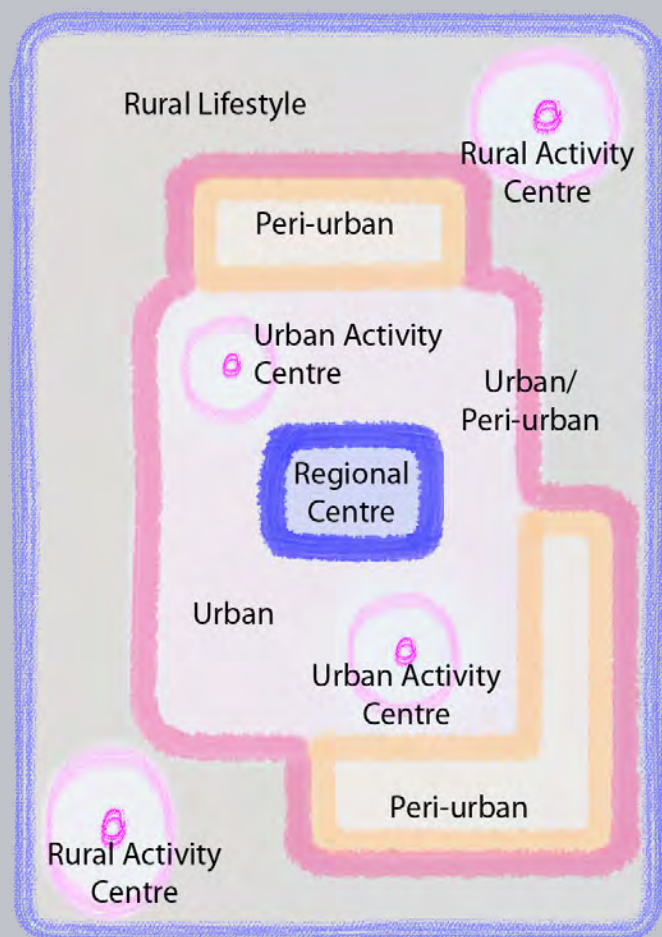 Rural Lifestyle
Rural Activity
Centre
Peri-urban
Urban Activity
Centre
Urban/
Peri-urban
Regional
Centre
Urban
Urban Activity
Centre
Peri-urban
Rural Activity
Centre